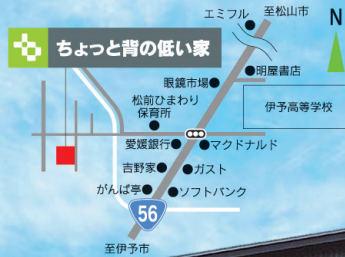 至松山市
エミフル
N
ちょっと背の低い家
明屋書店
眼鏡市場
松前ひまわり
保育所
伊予高等学校
愛媛銀行
マクドナルド
吉野家
ガスト
がんば亭
ソフトバンク
56
至伊予市